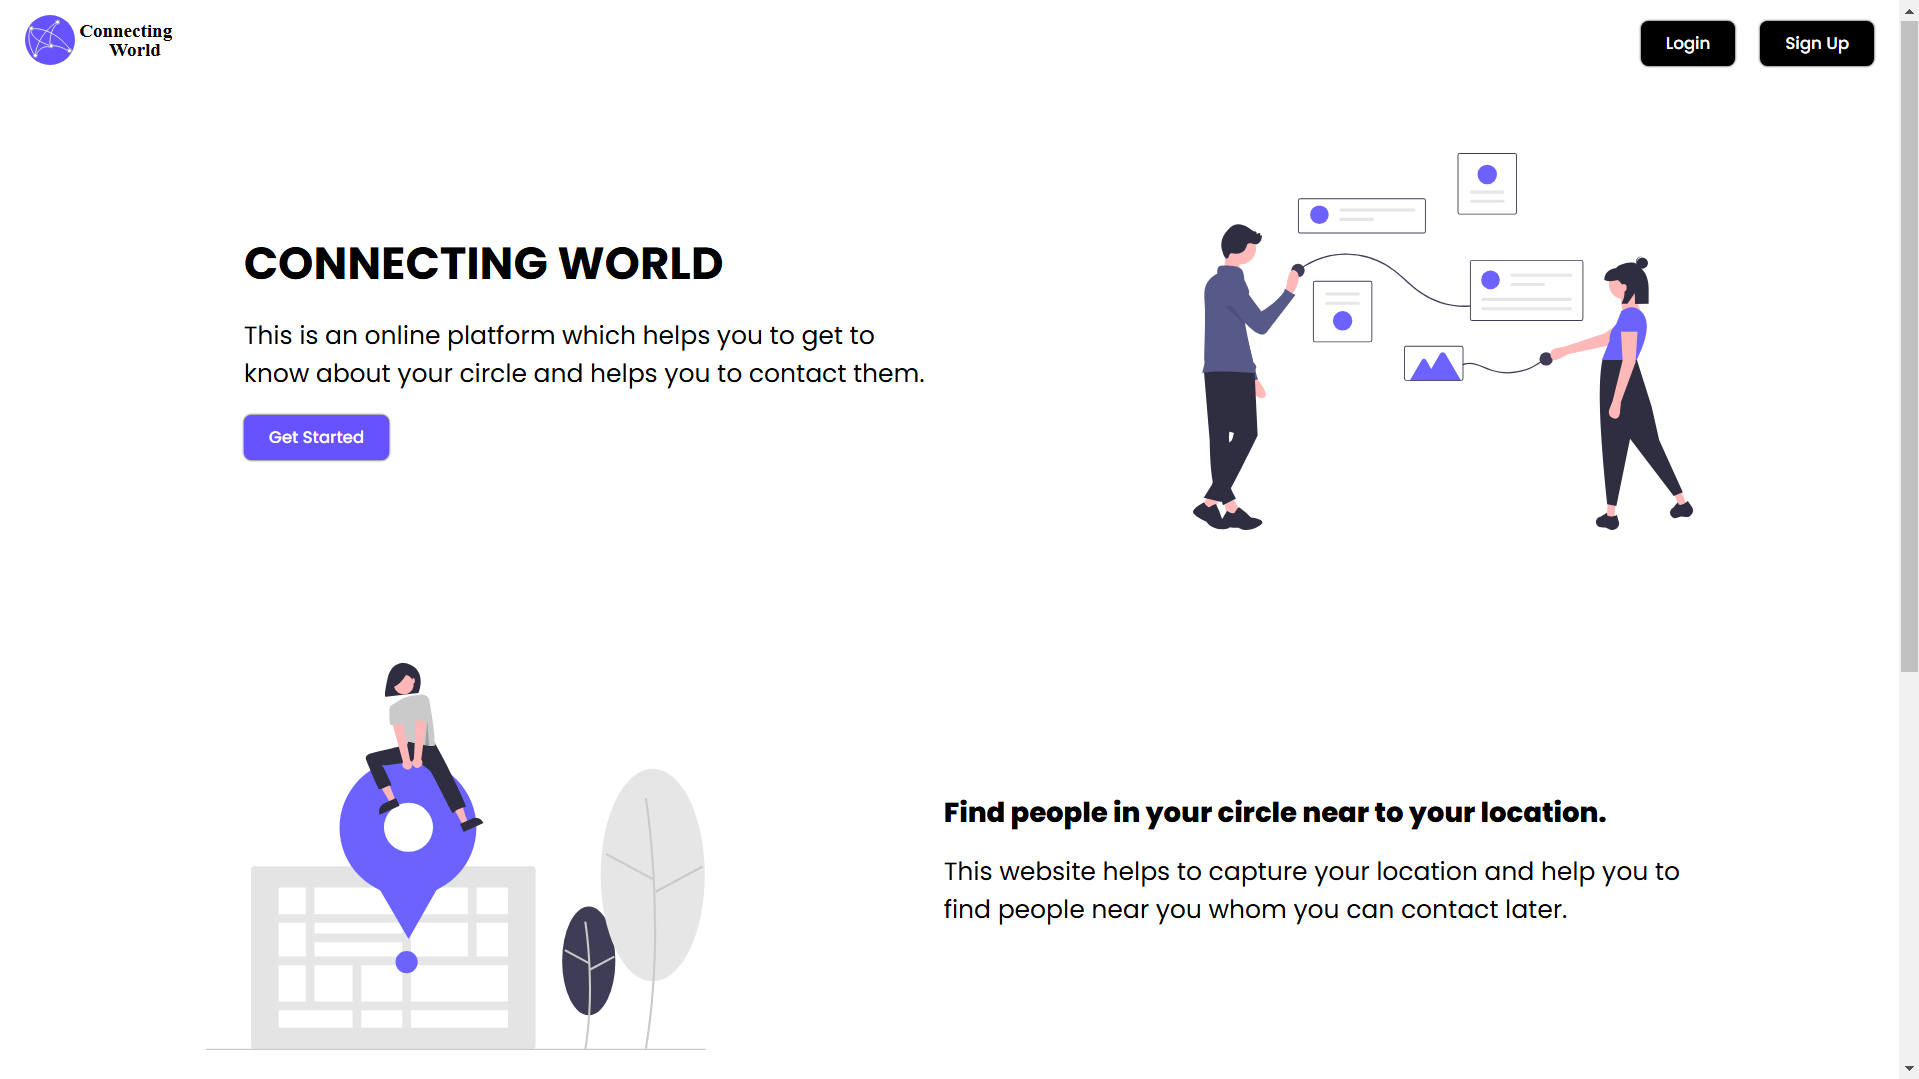 Connecting
World
Login
Sign Up
CONNECTING WORLD
This is an online platform which helps you to get to
know about your circle and helps you to contact them.
Get Started
Find people in your circle near to your location.
This website helps to capture your location and help you to
find people near you whom you can contact later.